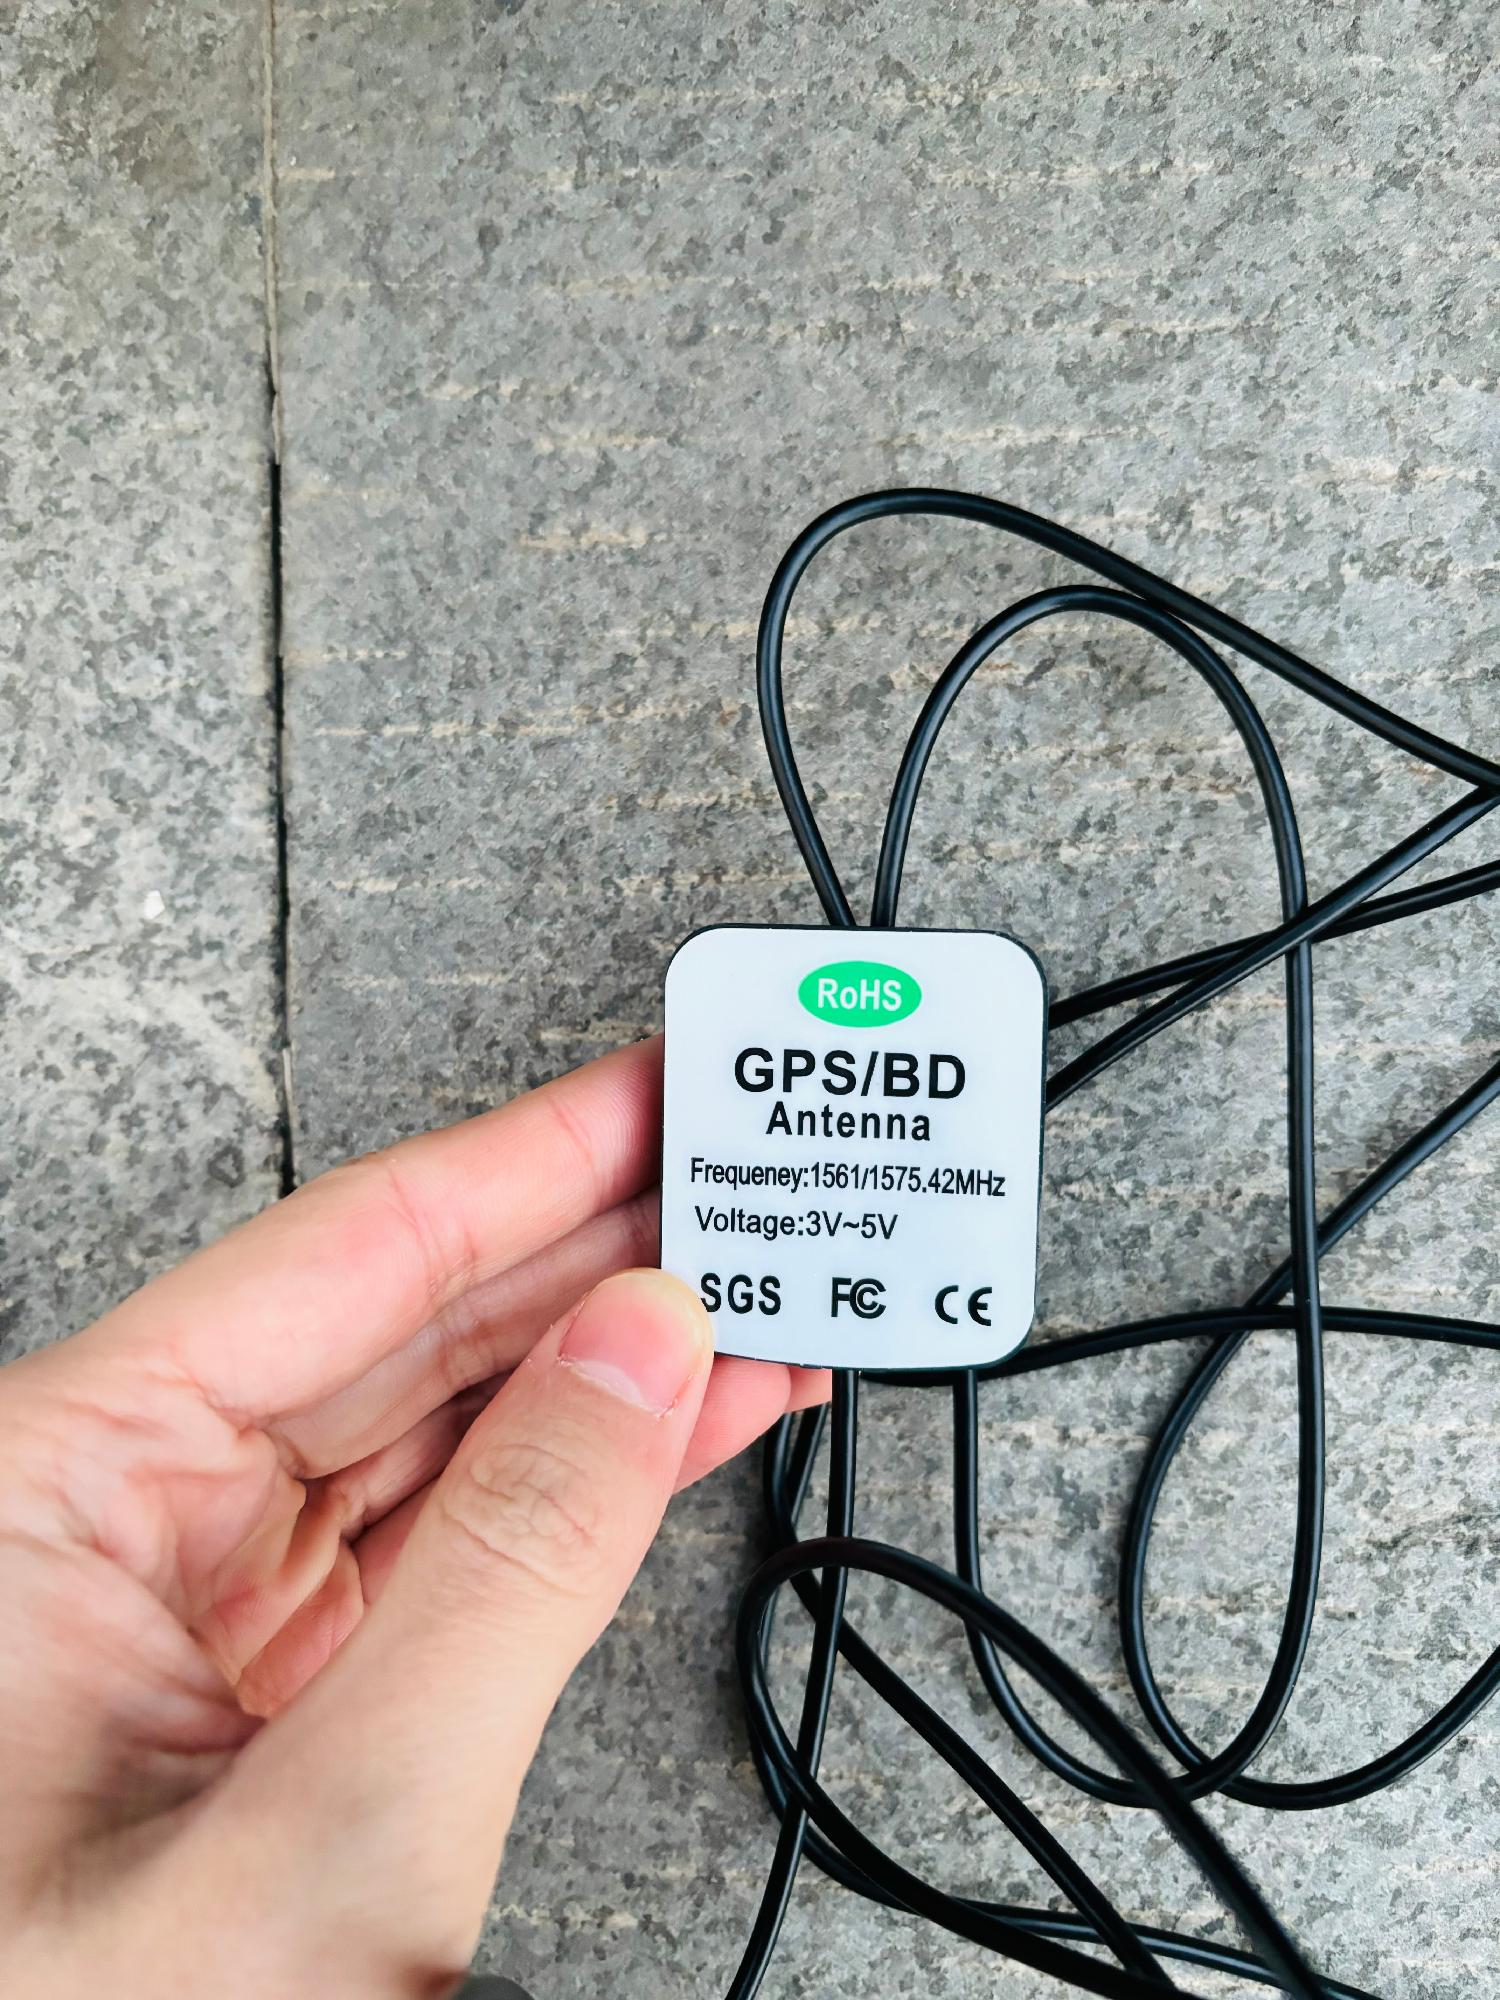 RoHS
GPS/BD
Antenna
Frequeney:1561/1575.42MHz
Voltage:3V~5V
SGS FC CE